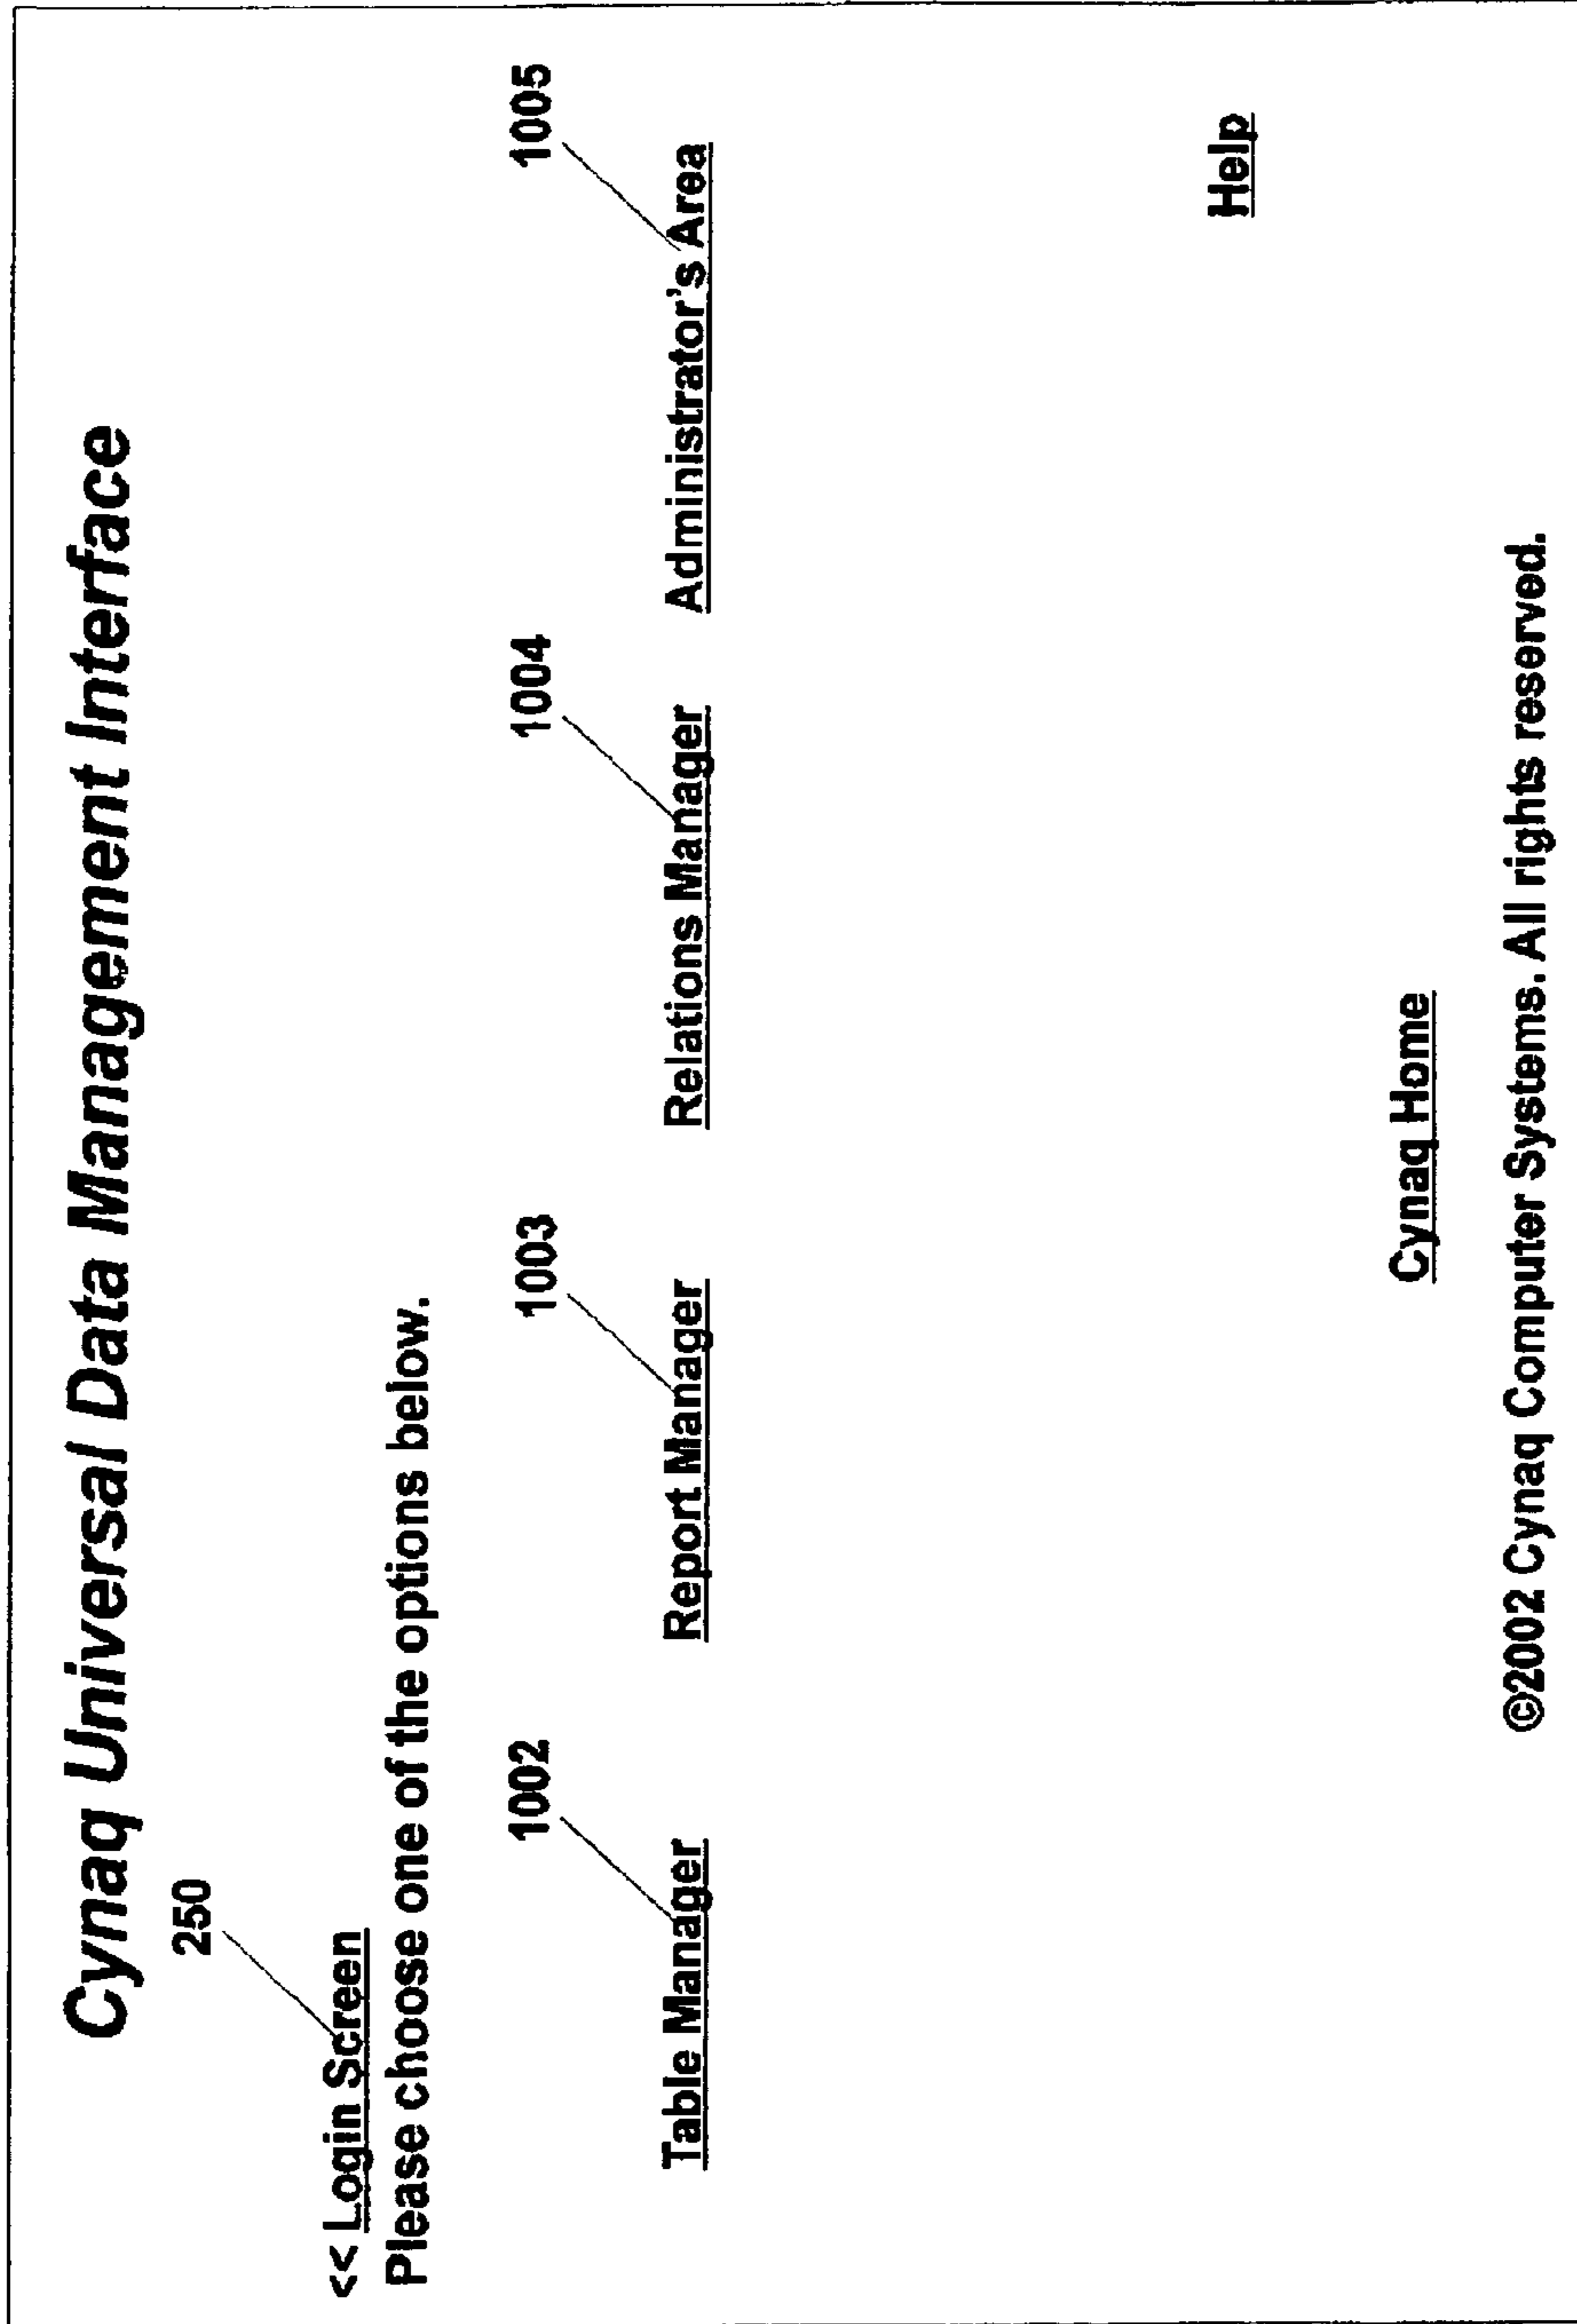 Cynaq Universal Data Management Interface
250
<< Login Screen
Please choose one of the options below.
1002 1003 1004 1005
Table Manager Report Manager Relations Manager Administrator's Area
Help
Cynaq Home
©2002 Cynaq Computer Systems. All rights reserved.